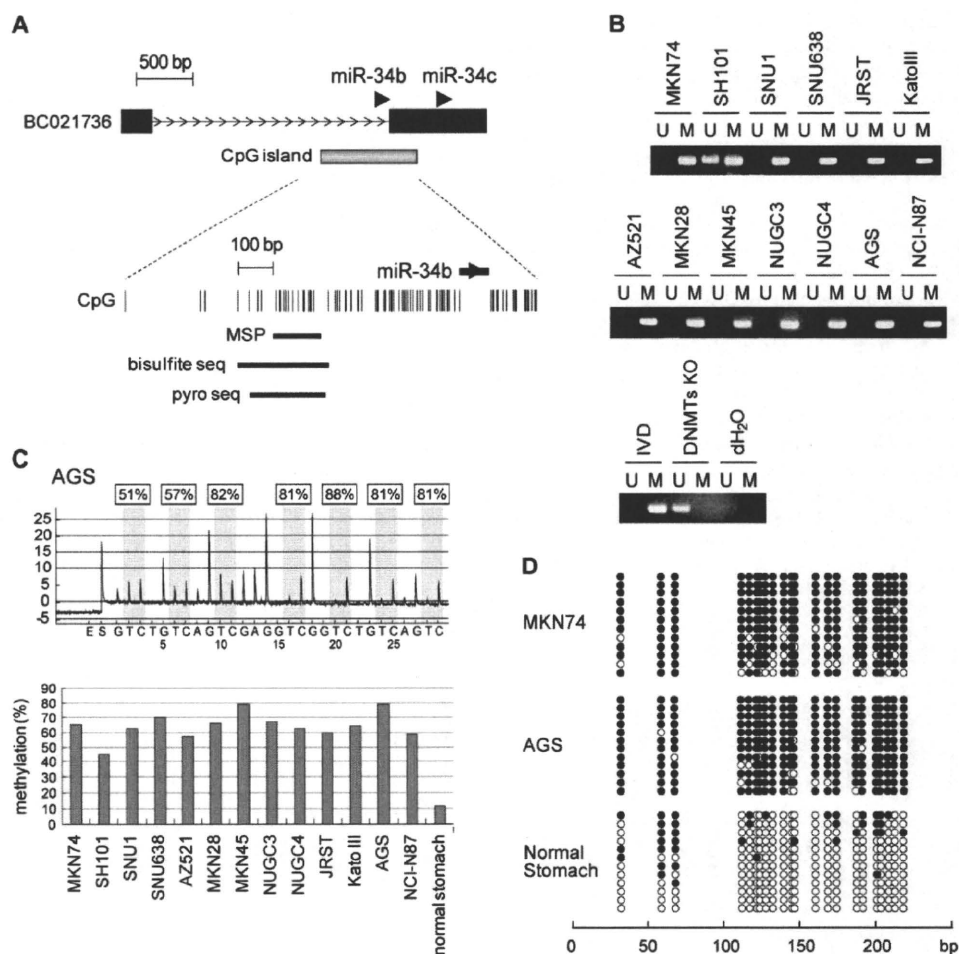 A
500 bp
miR-34b
miR-34c
BC021736
CpG island
100 bp
miR-34b
CpG
MSP
bisulfite seq
pyro seq
B
MKN74
SH101
SNU1
SNU638
JRST
KatoIII
U M U M U M U M U M U M
AZ521
MKN28
MKN45
NUGC3
NUGC4
AGS
NCI-N87
U M U M U M U M U M U M U M
IVD
DNMTs KO
dH₂O
U M U M U M
C
AGS
51% 57% 82% 81% 88% 81% 81%
25
20
15
10
5
0
-5
E S G T C T G T C A G T C G A G G T C G G T C T G T C A G T C
5 10 15 20 25
methylation (%)
90
80
70
60
50
40
30
20
10
0
MKN74
SH101
SNU1
SNU638
AZ521
MKN28
MKN45
NUGC3
NUGC4
JRST
Kato III
AGS
NCI-N87
normal stomach
D
MKN74
AGS
Normal
Stomach
0 50 100 150 200 bp